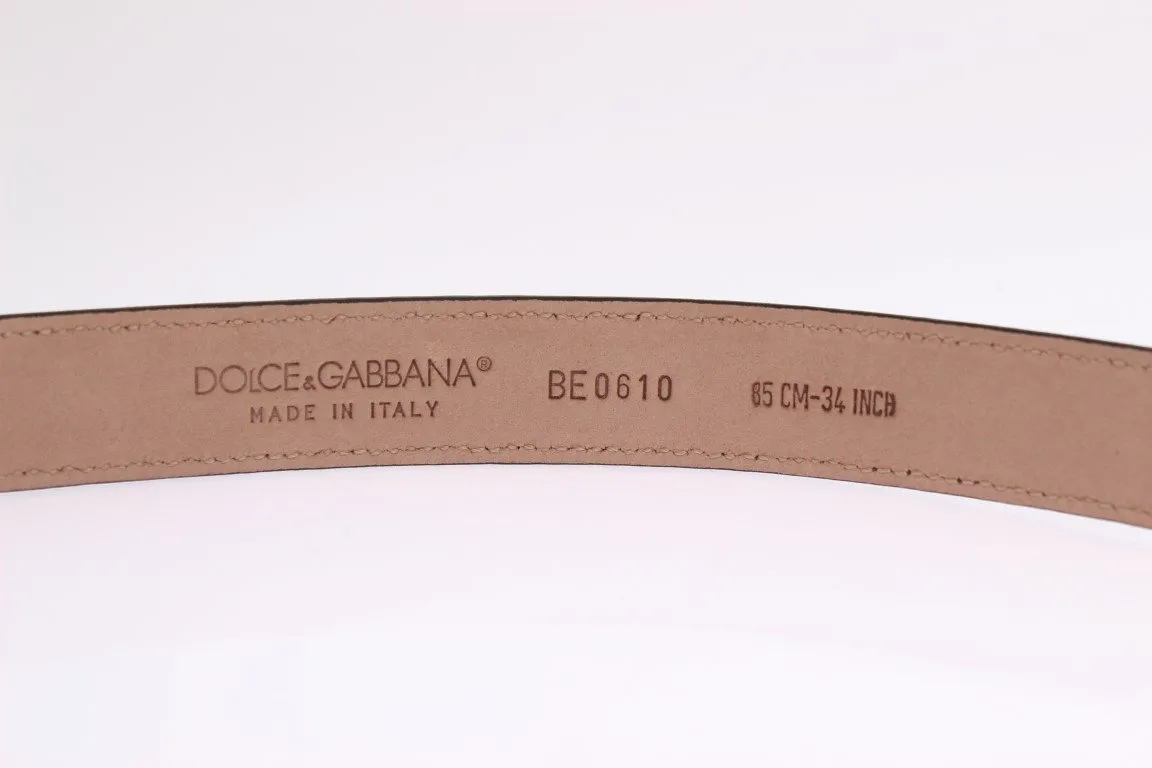 DOLCE&GABBANA® BE0610 85 CM-34 INCH
MADE IN ITALY